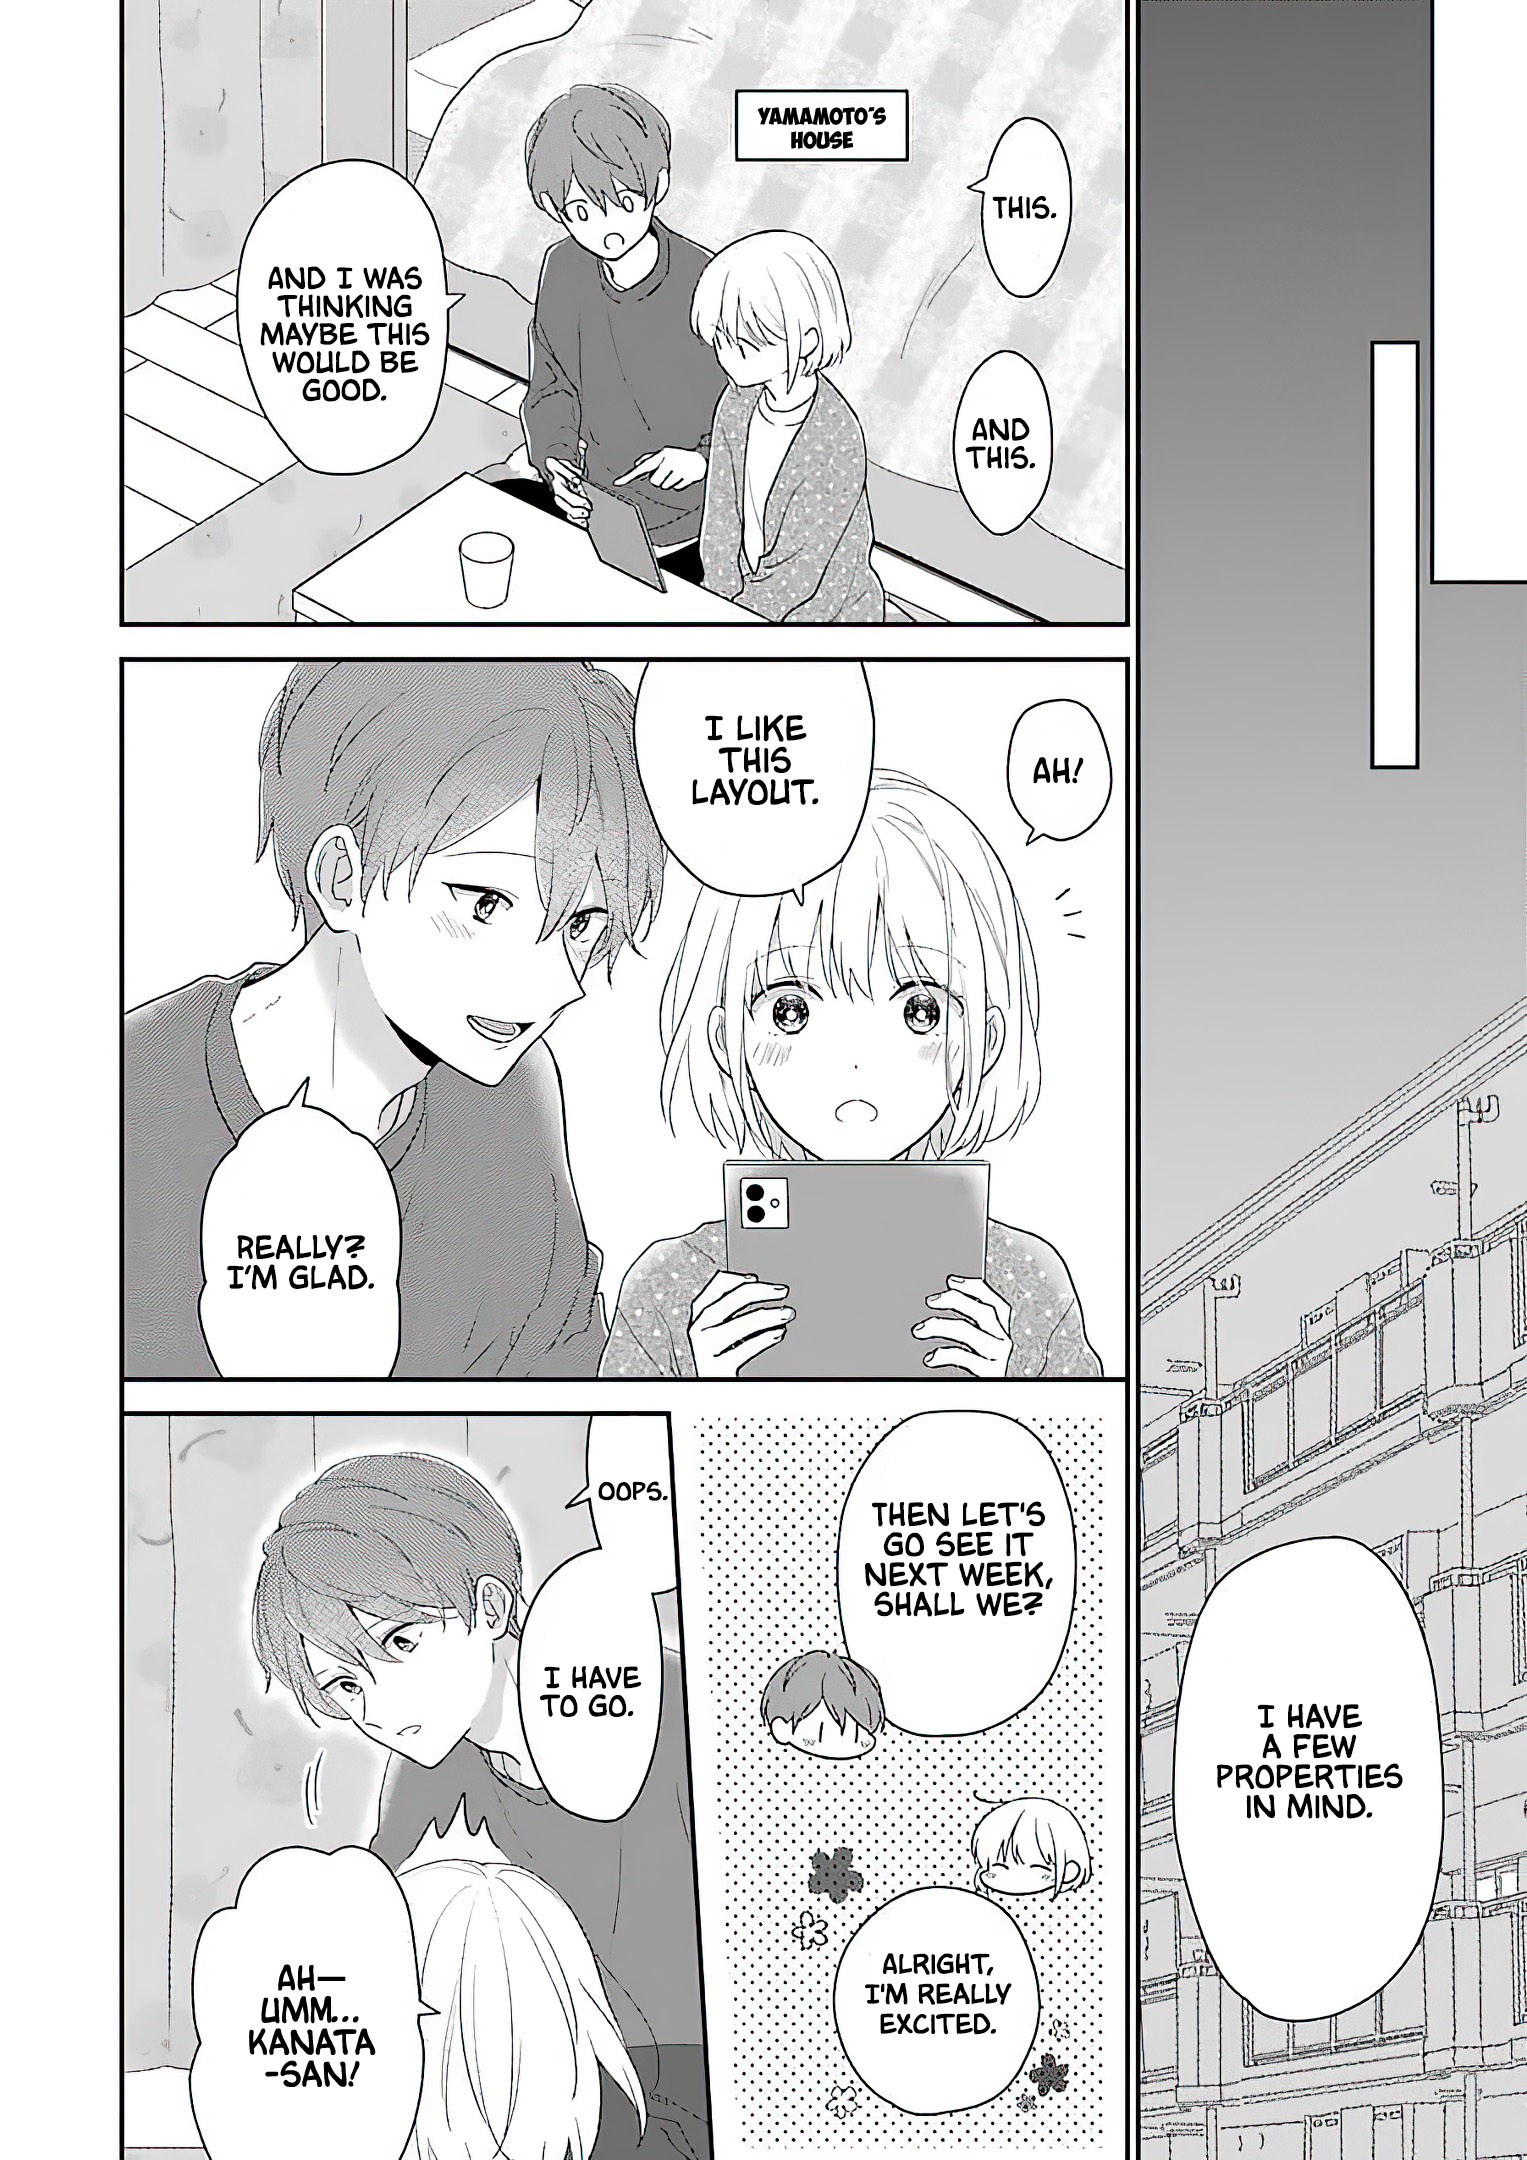 I HAVE
A FEW
PROPERTIES
IN MIND.
YAMAMOTO'S
HOUSE
THIS.
AND
THIS.
AND I WAS
THINKING
MAYBE THIS
WOULD BE
GOOD.
AH!
I LIKE
THIS
LAYOUT.
REALLY?
I'M GLAD.
THEN LET'S
GO SEE IT
NEXT WEEK,
SHALL WE?
ALRIGHT,
I'M REALLY
EXCITED.
OOPS.
I HAVE
TO GO.
AH—
UMM...
KANATA
-SAN!